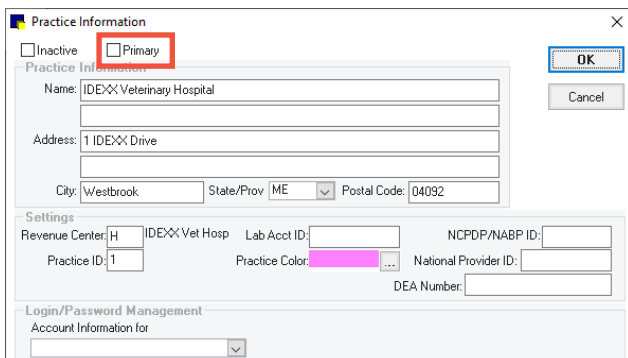 Practice Information
Inactive Primary
OK
Practice Information
Name: IDEXX Veterinary Hospital
Cancel
Address: 1 IDEXX Drive
City: Westbrook State/Prov ME Postal Code: 04092
Settings
Revenue Center: H IDEXX Vet Hosp Lab Acct ID: NCPDP/NABP ID:
Practice ID: 1 Practice Color: ... National Provider ID:
DEA Number:
Login/Password Management
Account Information for